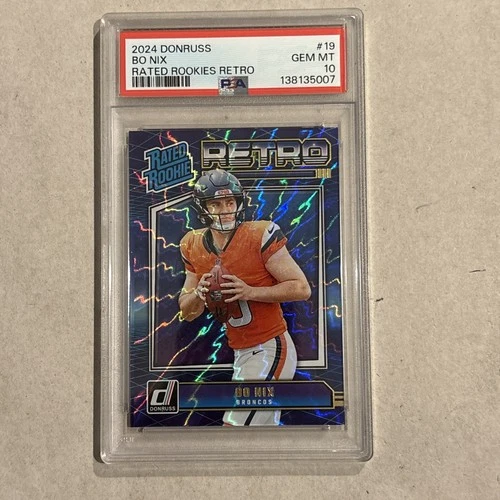 2024 DONRUSS #19
BO NIX GEM MT
RATED ROOKIES RETRO 10
PSA 138135007
RATED
ROOKIE
RETRO
DONRUSS
BO NIX
BRONCOS